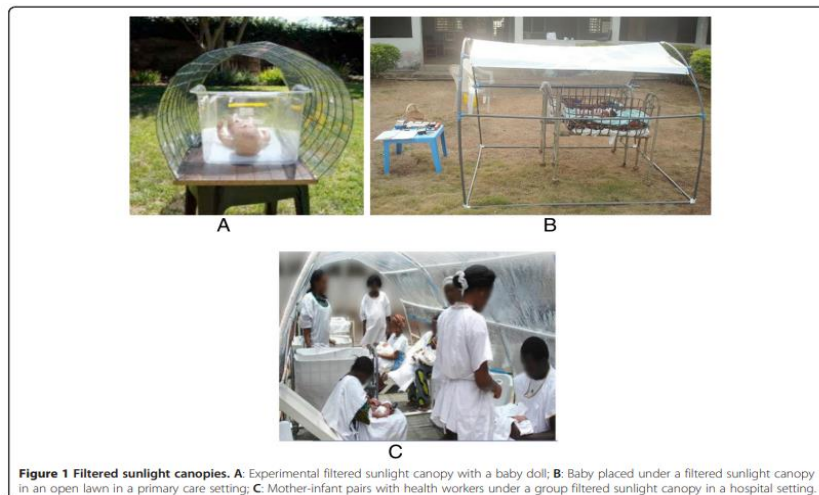 A
B
C
Figure 1 Filtered sunlight canopies. A: Experimental filtered sunlight canopy with a baby doll; B: Baby placed under a filtered sunlight canopy
in an open lawn in a primary care setting; C: Mother-infant pairs with health workers under a group filtered sunlight canopy in a hospital setting.